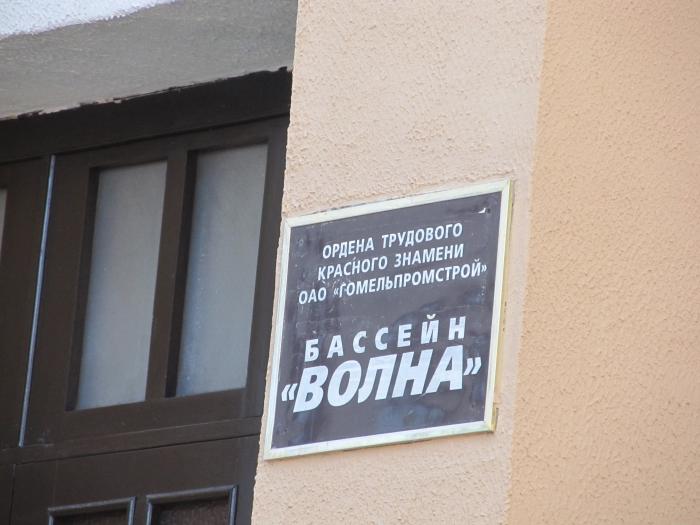 ОРДЕНА ТРУДОВОГО
КРАСНОГО ЗНАМЕНИ
ОАО «ГОМЕЛЬПРОМСТРОЙ»
БАССЕЙН
«ВОЛНА»